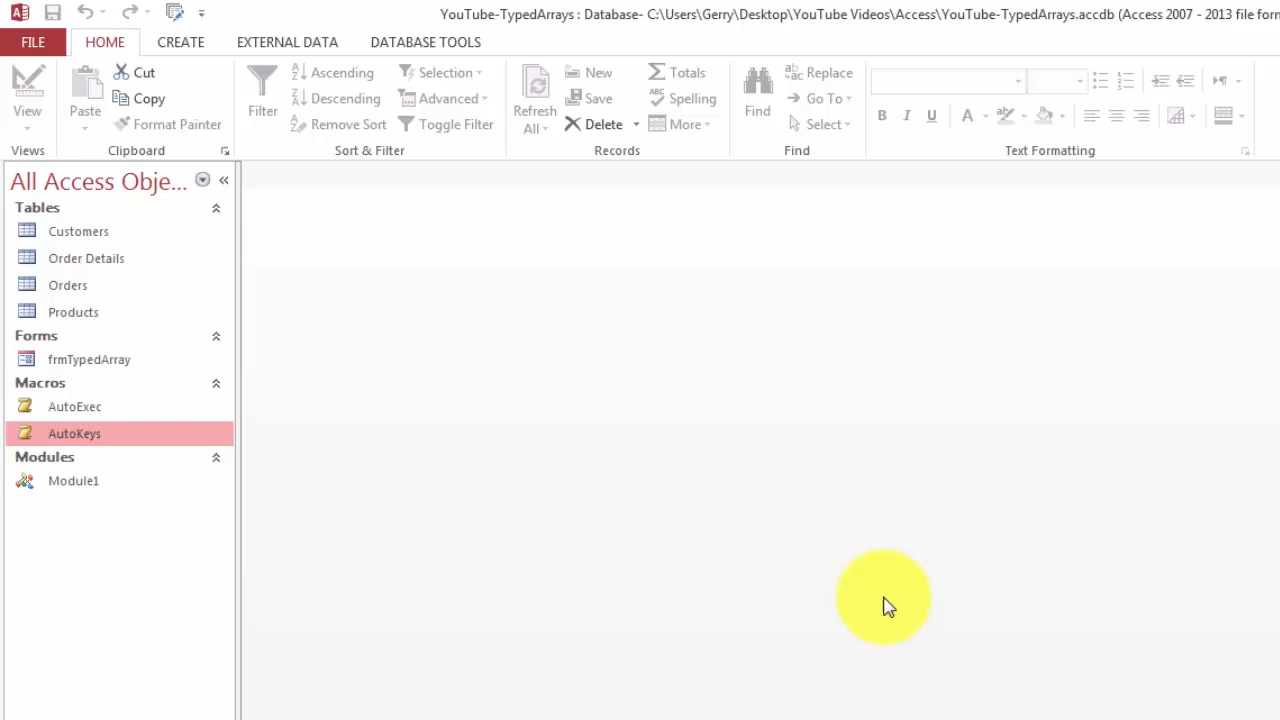 YouTube-TypedArrays : Database- C:\Users\Gerry\Desktop\YouTube Videos\Access\YouTube-TypedArrays.accdb (Access 2007 - 2013 file form
FILE HOME CREATE EXTERNAL DATA DATABASE TOOLS
View
Views
Paste
Cut
Copy
Format Painter
Clipboard
Filter
Ascending
Descending
Remove Sort
Selection
Advanced
Toggle Filter
Sort & Filter
Refresh
All
New
Save
Delete
Totals
Spelling
More
Records
Find
Replace
Go To
Select
Find
B I U A
Text Formatting
All Access Obje...
Tables
Customers
Order Details
Orders
Products
Forms
frmTypedArray
Macros
AutoExec
AutoKeys
Modules
Module1